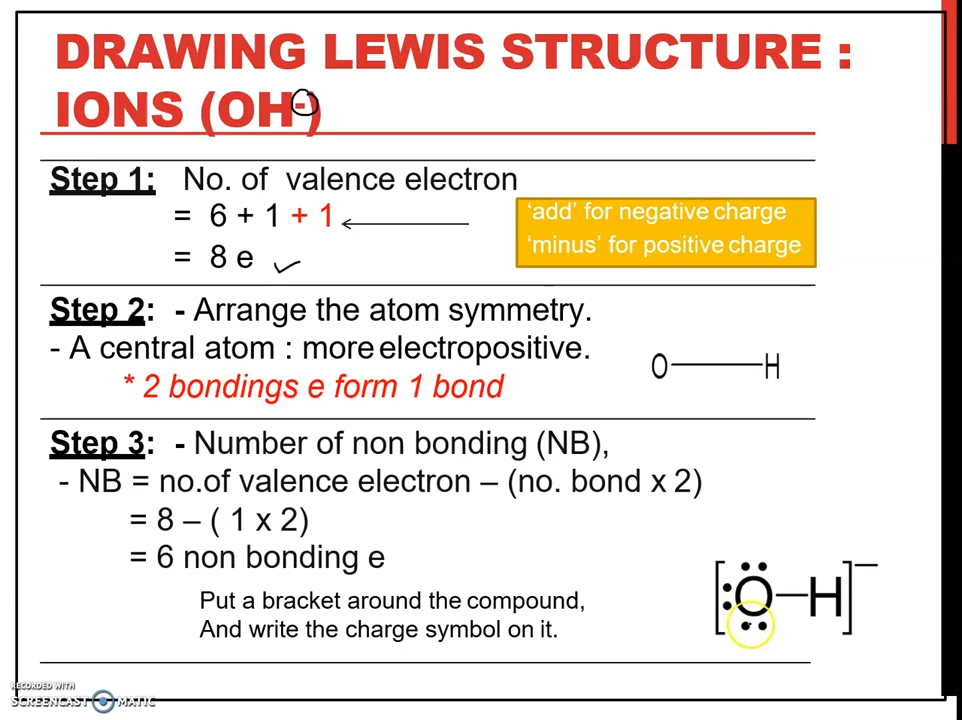 DRAWING LEWIS STRUCTURE :
IONS (OH-)
Step 1: No. of valence electron
= 6 + 1 + 1
= 8 e
‘add’ for negative charge
‘minus’ for positive charge
Step 2: - Arrange the atom symmetry.
- A central atom : more electropositive.
* 2 bondings e form 1 bond
O H
Step 3: - Number of non bonding (NB),
- NB = no.of valence electron – (no. bond x 2)
= 8 – ( 1 x 2)
= 6 non bonding e
Put a bracket around the compound,
And write the charge symbol on it.
[O–H]–
RECORDED WITH
SCREENCAST MATIC